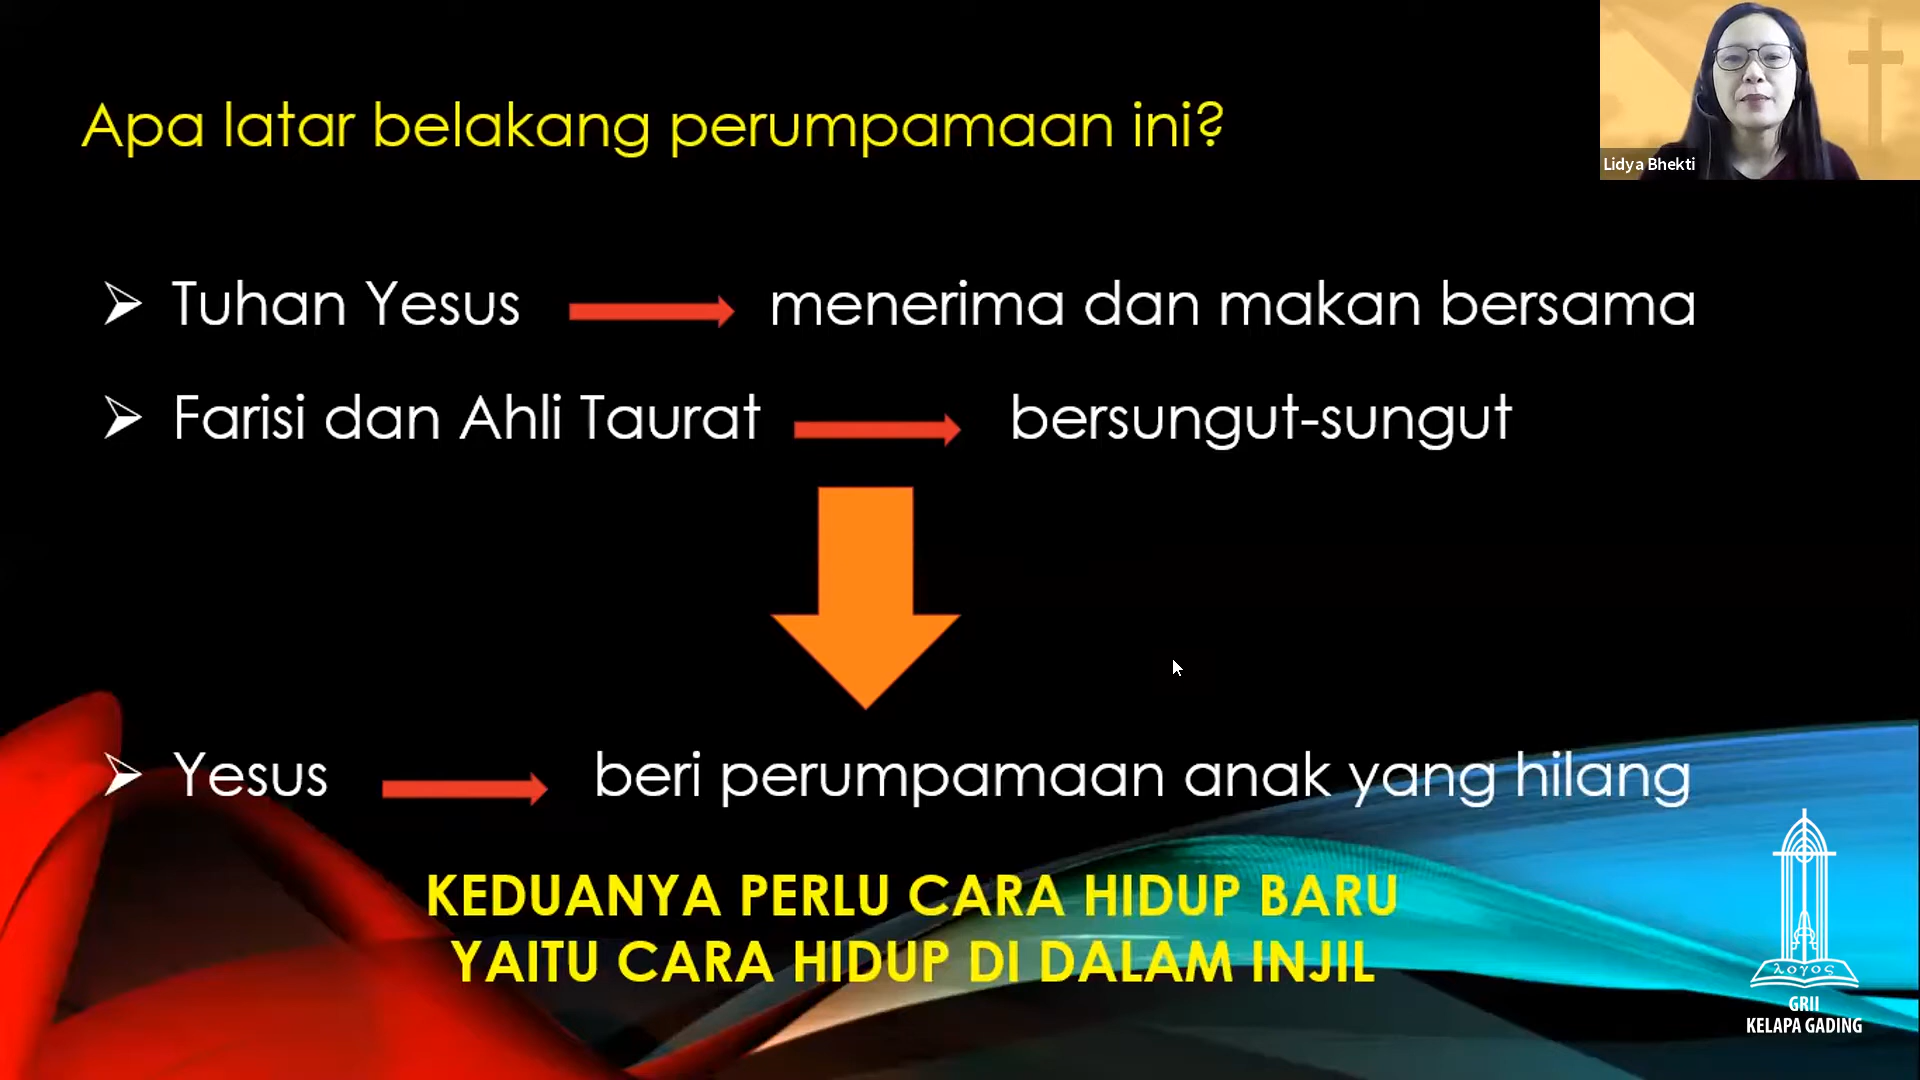 Apa latar belakang perumpamaan ini?
Lidya Bhekti
Tuhan Yesus menerima dan makan bersama
Farisi dan Ahli Taurat bersungut-sungut
Yesus beri perumpamaan anak yang hilang
KEDUANYA PERLU CARA HIDUP BARU
YAITU CARA HIDUP DI DALAM INJIL
λογος
GRII
KELAPA GADING